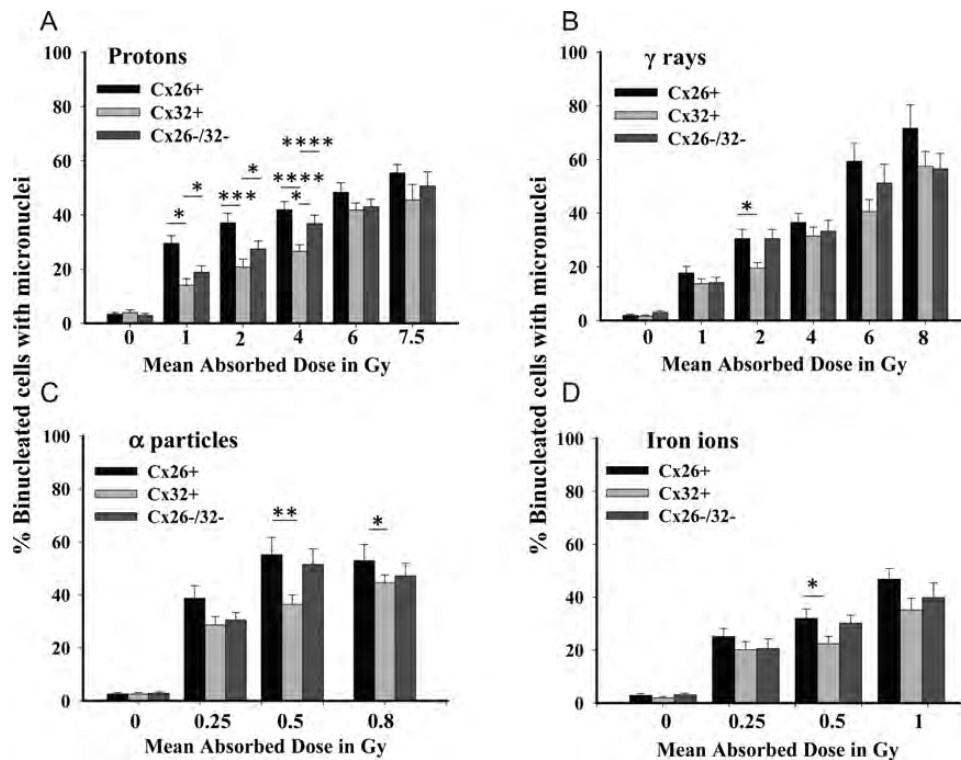 A
Protons
Cx26+
Cx32+
Cx26-/32-
100
80
60
40
20
0
* * *** * **** **** *
0 1 2 4 6 7.5
Mean Absorbed Dose in Gy
B
γ rays
Cx26+
Cx32+
Cx26-/32-
100
80
60
40
20
0
*
0 1 2 4 6 8
Mean Absorbed Dose in Gy
% Binucleated cells with micronuclei
% Binucleated cells with micronuclei
C
α particles
Cx26+
Cx32+
Cx26-/32-
100
80
60
40
20
0
** *
0 0.25 0.5 0.8
Mean Absorbed Dose in Gy
D
Iron ions
Cx26+
Cx32+
Cx26-/32-
100
80
60
40
20
0
*
0 0.25 0.5 1
Mean Absorbed Dose in Gy